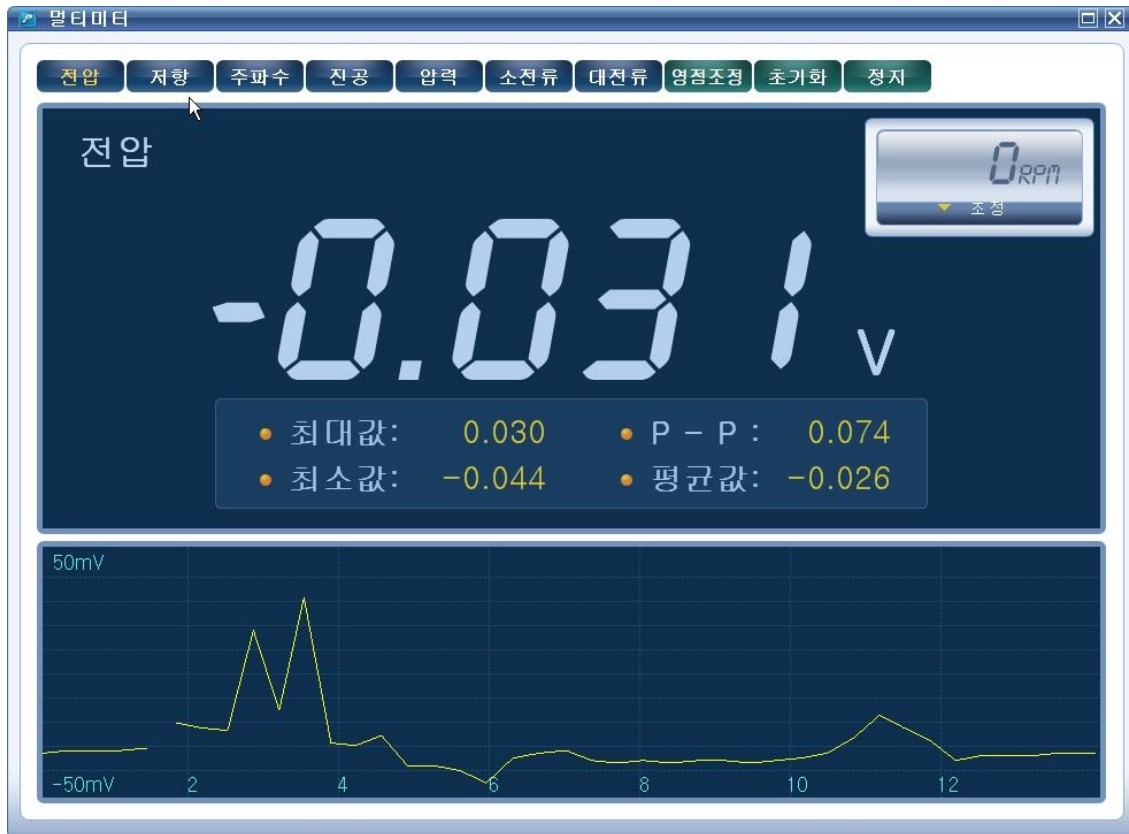 멀티미터
전압 저항 주파수 진공 압력 소전류 대전류 영점조정 초기화 정지
전압
0 RPM
조정
-0.031 V
최대값: 0.030 P - P : 0.074
최소값: -0.044 평균값: -0.026
50mV
-50mV 2 4 6 8 10 12